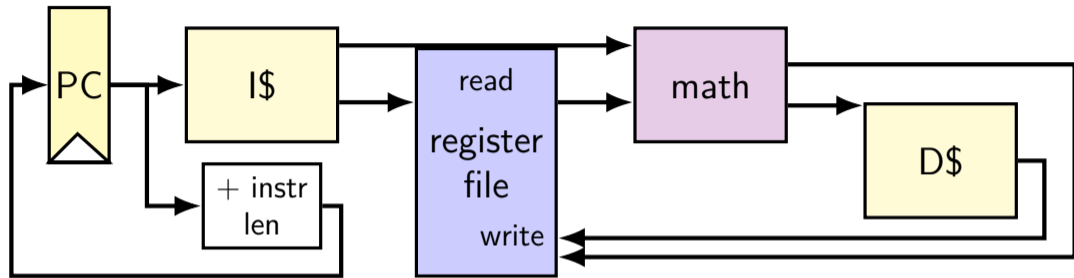 PC
I$
+ instr
len
read
register
file
write
math
D$